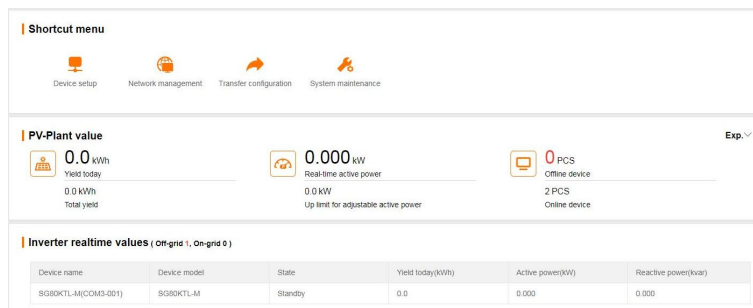 Shortcut menu
Device setup Network management Transfer configuration System maintenance
PV-Plant value Exp.
0.0 kWh 0.000 kW 0 PCS
Yield today Real-time active power Offline device
0.0 kWh 0.0 kW 2 PCS
Total yield Up limit for adjustable active power Online device
Inverter realtime values ( Off-grid 1, On-grid 0 )
Device name Device model State Yield today(kWh) Active power(kW) Reactive power(kvar)
SG80KTL-M(COM3-001) SG80KTL-M Standby 0.0 0.000 0.000